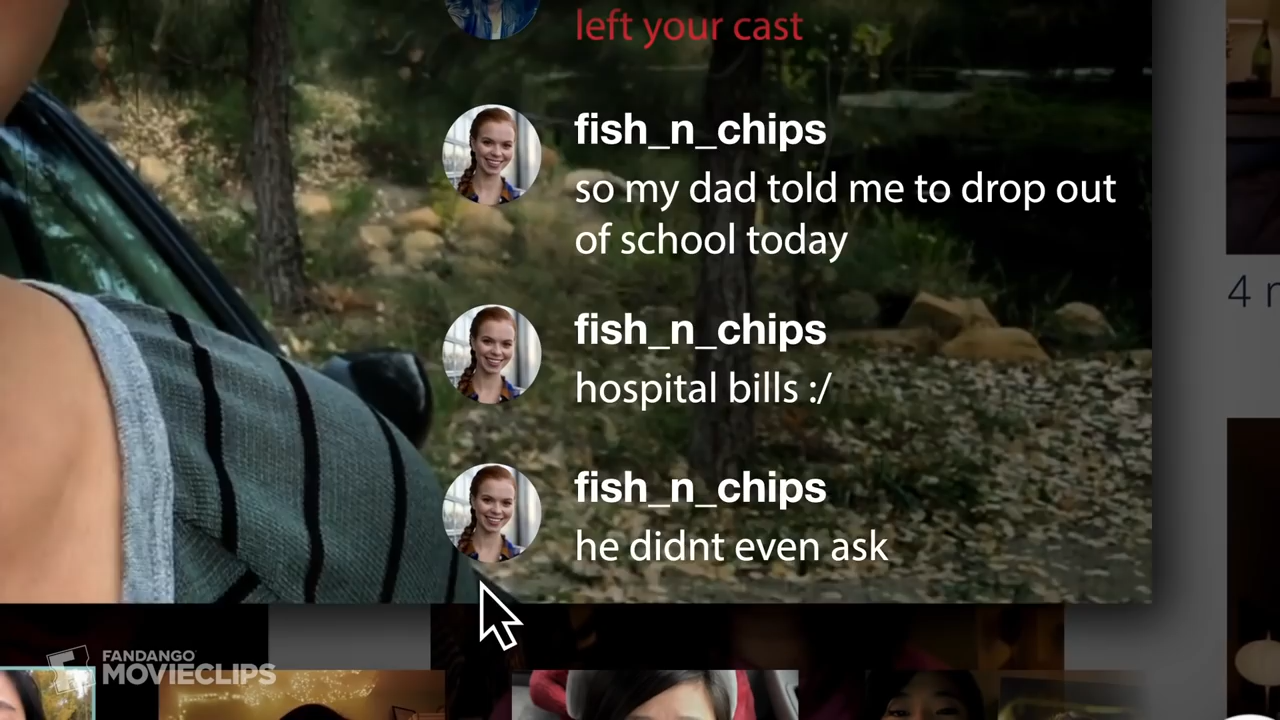 left your cast
fish_n_chips
so my dad told me to drop out
of school today
fish_n_chips
hospital bills :/
fish_n_chips
he didnt even ask
4
FANDANGO
MOVIECLIPS